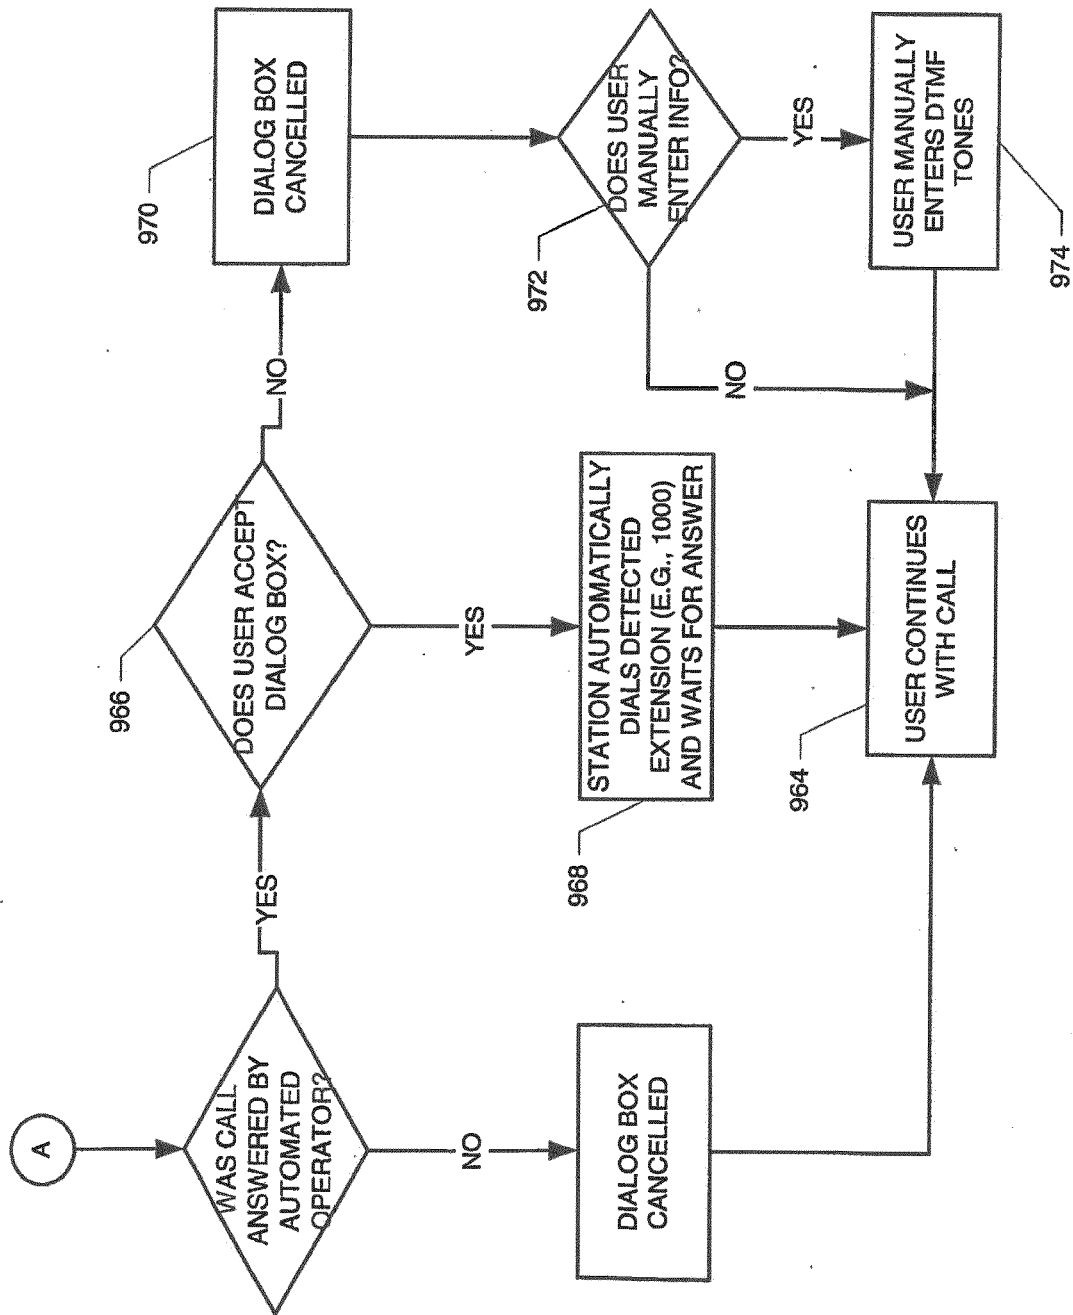 A
WAS CALL
ANSWERED BY
AUTOMATED
OPERATOR?
YES
NO
DIALOG BOX
CANCELLED
966
DOES USER ACCEPT
DIALOG BOX?
NO
YES
968
STATION AUTOMATICALLY
DIALS DETECTED
EXTENSION (E.G., 1000)
AND WAITS FOR ANSWER
964
USER CONTINUES
WITH CALL
970
DIALOG BOX
CANCELLED
972
DOES USER
MANUALLY
ENTER INFO?
NO
YES
USER MANUALLY
ENTERS DTMF
TONES
974